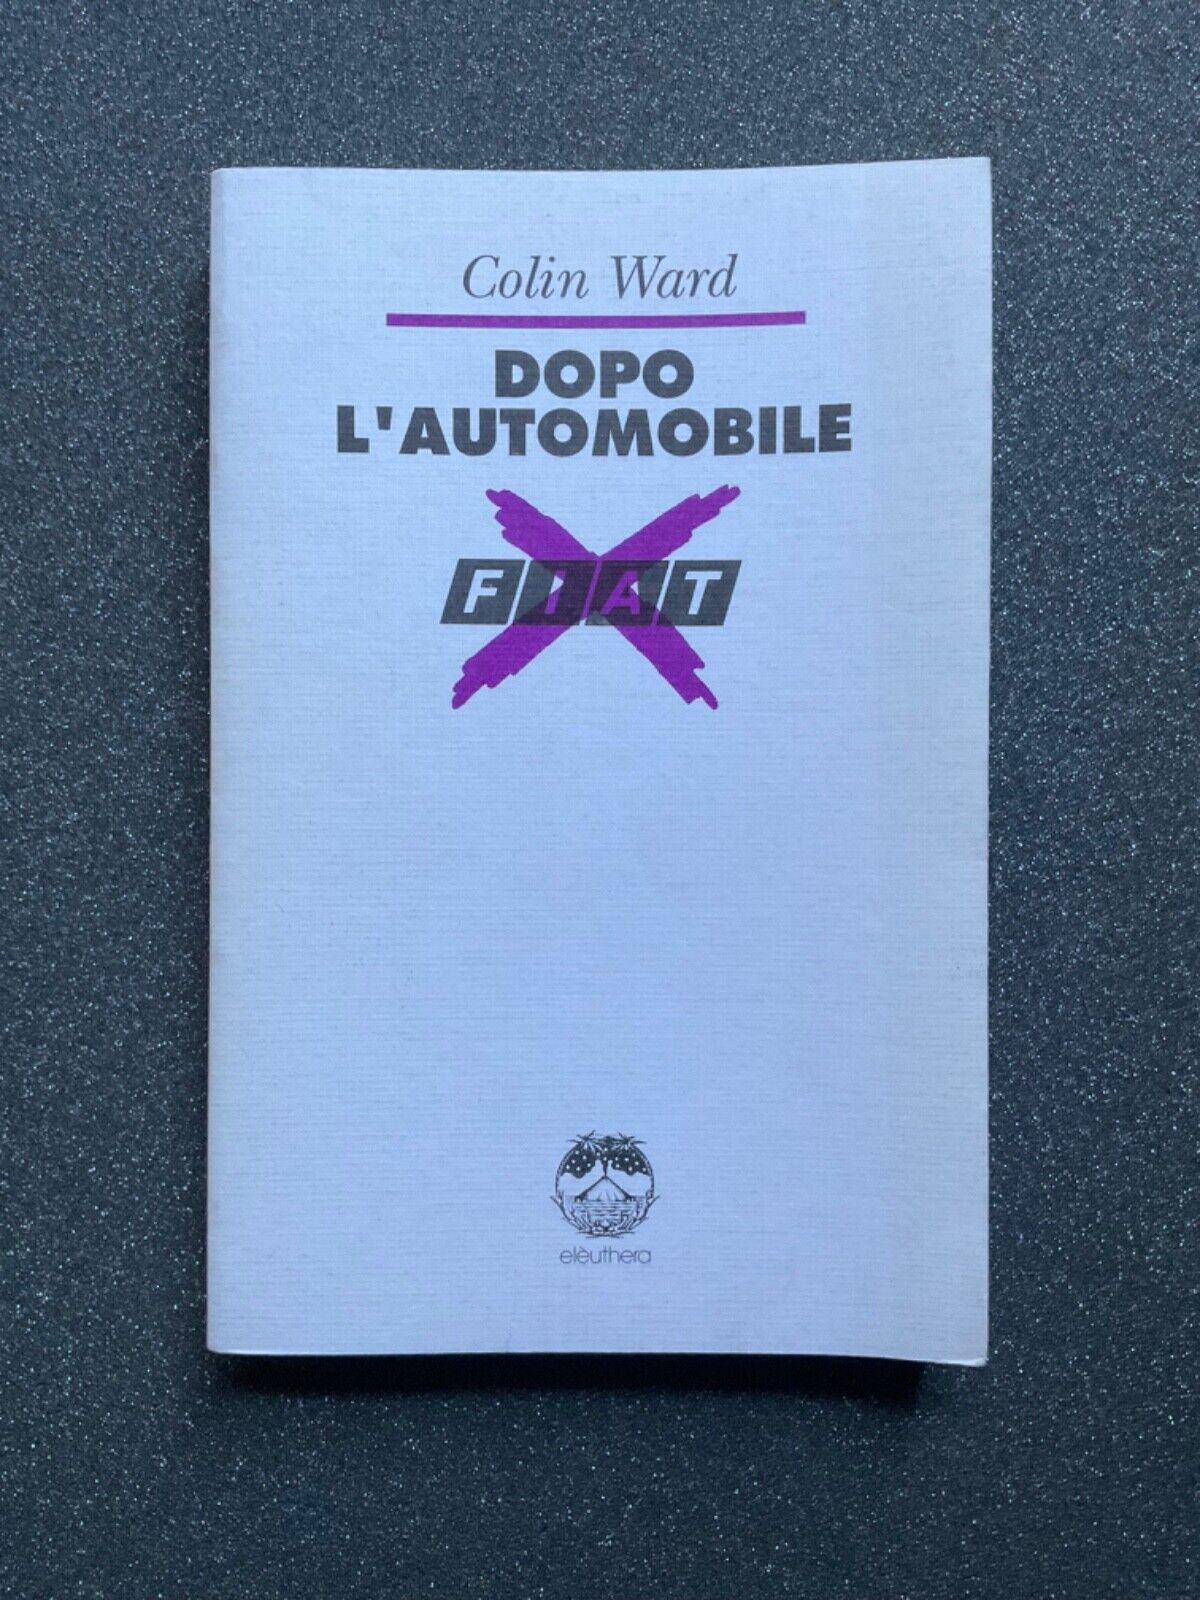 Colin Ward
DOPO
L'AUTOMOBILE
FIAT
elèuthera